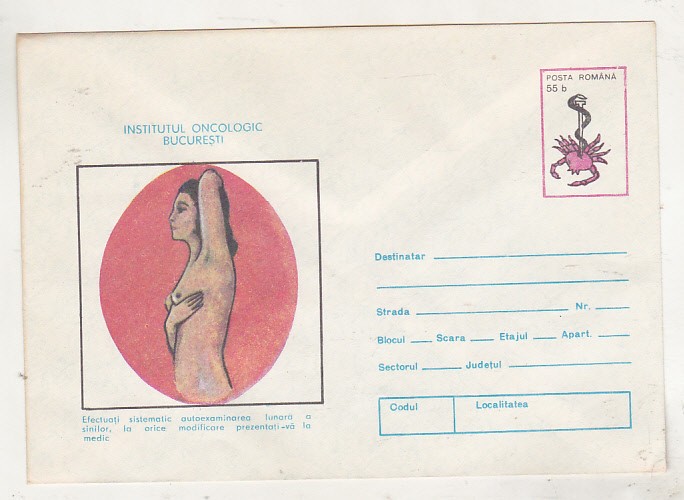 INSTITUTUL ONCOLOGIC
BUCUREȘTI
Efectuați sistematic autoexaminarea lunară a
sînilor, la orice modificare prezentați-vă la
medic
POSTA ROMÂNĂ
55 b
Destinatar
Strada Nr.
Blocul Scara Etajul Apart.
Sectorul Județul
Codul Localitatea